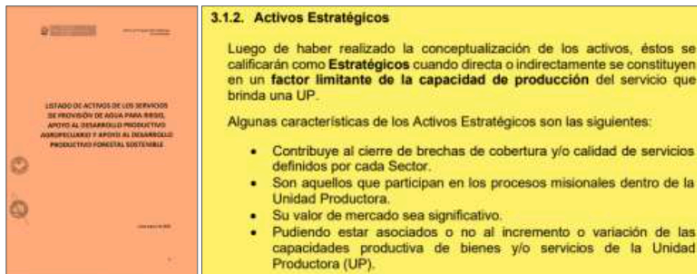 LISTADO DE ACTIVOS DE LOS SERVICIOS
DE PROVISIÓN DE AGUA PARA RIEGO,
APOYO AL DESARROLLO PRODUCTIVO
AGROPECUARIO Y APOYO AL DESARROLLO
PRODUCTIVO FORESTAL SOSTENIBLE
3.1.2. Activos Estratégicos
Luego de haber realizado la conceptualización de los activos, éstos se
calificarán como Estratégicos cuando directa o indirectamente se constituyen
en un factor limitante de la capacidad de producción del servicio que
brinda una UP.
Algunas características de los Activos Estratégicos son las siguientes:
• Contribuye al cierre de brechas de cobertura y/o calidad de servicios
definidos por cada Sector.
• Son aquellos que participan en los procesos misionales dentro de la
Unidad Productora.
• Su valor de mercado sea significativo.
• Pudiendo estar asociados o no al incremento o variación de las
capacidades productiva de bienes y/o servicios de la Unidad
Productora (UP).